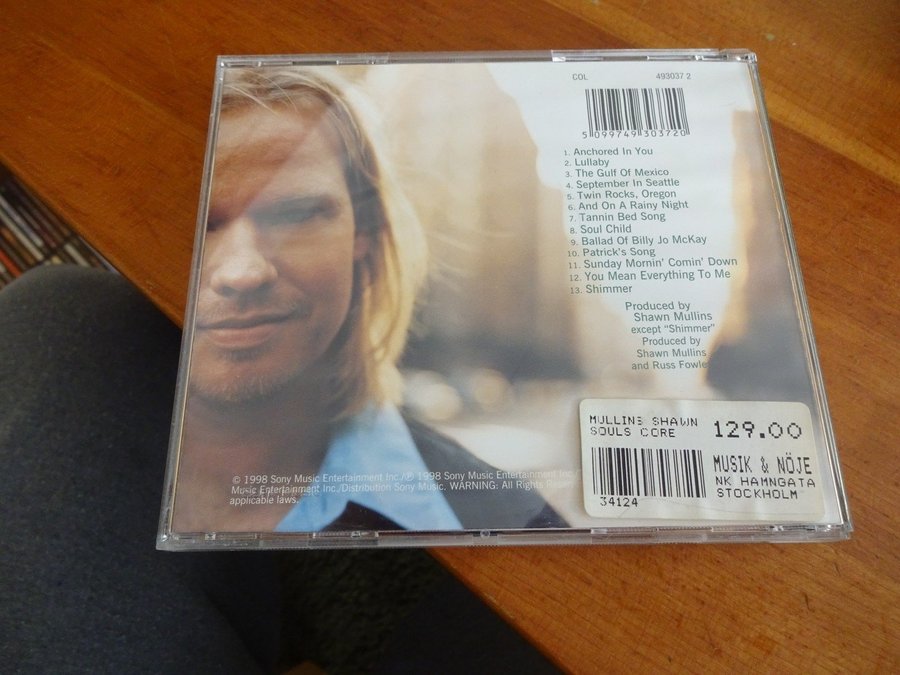 COL 493037 2
5 099749 303720
1. Anchored In You
2. Lullaby
3. The Gulf Of Mexico
4. September In Seattle
5. Twin Rocks, Oregon
6. And On A Rainy Night
7. Tannin Bed Song
8. Soul Child
9. Ballad Of Billy Jo McKay
10. Patrick's Song
11. Sunday Mornin' Comin' Down
12. You Mean Everything To Me
13. Shimmer
Produced by
Shawn Mullins
except "Shimmer"
Produced by
Shawn Mullins
and Russ Fowle
MULLINS SHAWN
SOULS CORE 129.00
MUSIK & NÖJE
NK HAMNGATA
STOCKHOLM
34124
© 1998 Sony Music Entertainment Inc./℗ 1998 Sony Music Entertainment Inc./
Music Entertainment Inc./Distribution Sony Music. WARNING: All Rights Reser
applicable laws.